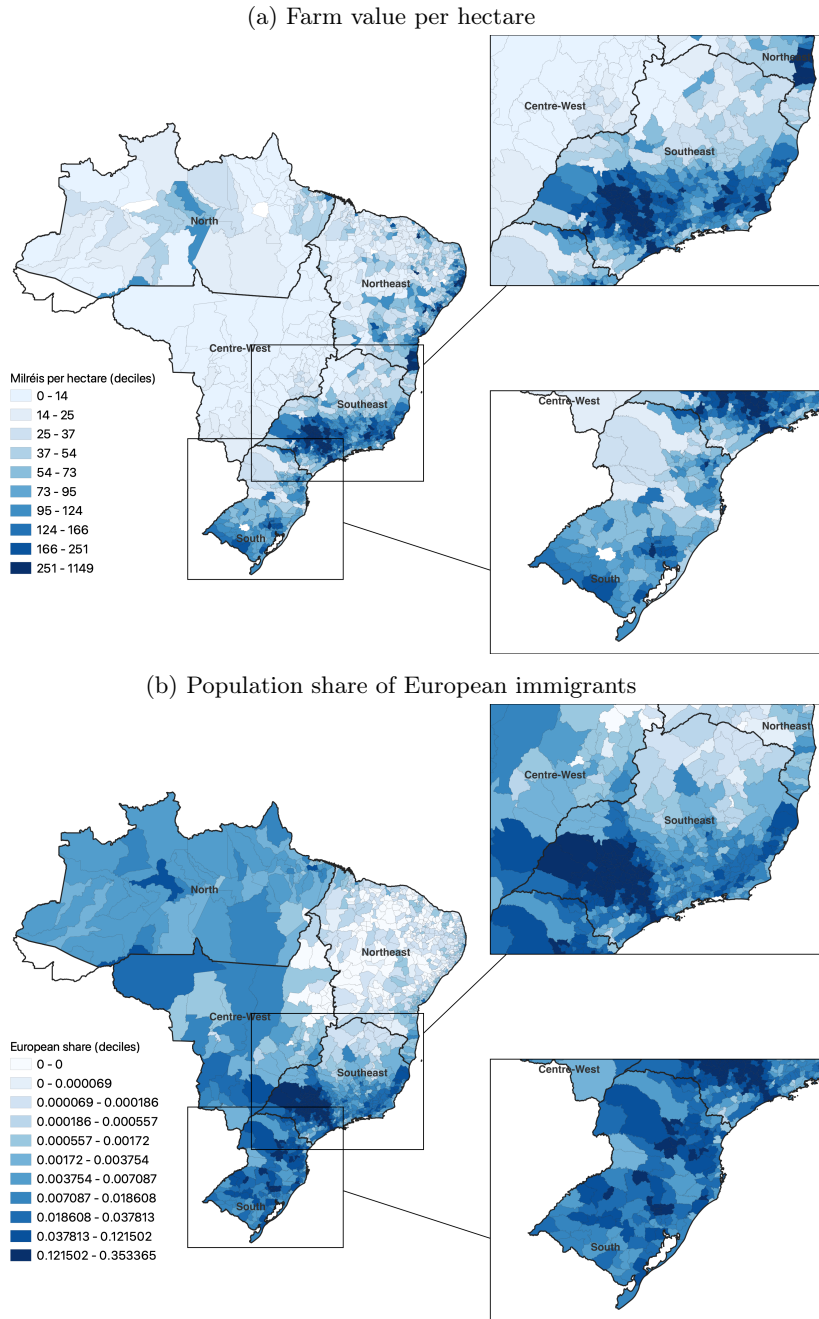 (a) Farm value per hectare
Northeast
Centre-West
Southeast
North
Northeast
Centre-West
Southeast
South
Milréis per hectare (deciles)
0 - 14
14 - 25
25 - 37
37 - 54
54 - 73
73 - 95
95 - 124
124 - 166
166 - 251
251 - 1149
Centre-West
South
(b) Population share of European immigrants
Northeast
Centre-West
Southeast
North
Northeast
Centre-West
Southeast
South
European share (deciles)
0 - 0
0 - 0.000069
0.000069 - 0.000186
0.000186 - 0.000557
0.000557 - 0.00172
0.00172 - 0.003754
0.003754 - 0.007087
0.007087 - 0.018608
0.018608 - 0.037813
0.037813 - 0.121502
0.121502 - 0.353365
Centre-West
South